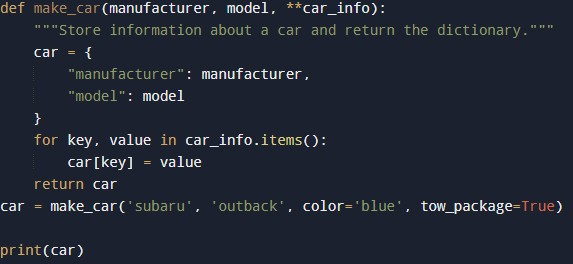 def make_car(manufacturer, model, **car_info):
    """Store information about a car and return the dictionary."""
    car = {
        "manufacturer": manufacturer,
        "model": model
    }
    for key, value in car_info.items():
        car[key] = value
    return car
car = make_car('subaru', 'outback', color='blue', tow_package=True)

print(car)